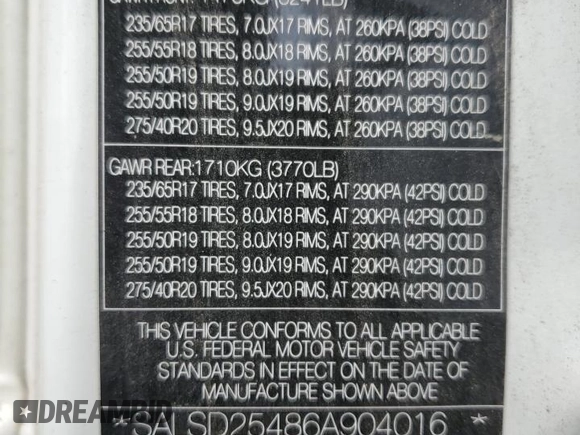 235/65R17 TIRES, 7.0JX17 RIMS, AT 260KPA (38PSI) COLD
255/55R18 TIRES, 8.0JX18 RIMS, AT 260KPA (38PSI) COLD
255/50R19 TIRES, 8.0JX19 RIMS, AT 260KPA (38PSI) COLD
255/50R19 TIRES, 9.0JX19 RIMS, AT 260KPA (38PSI) COLD
275/40R20 TIRES, 9.5JX20 RIMS, AT 260KPA (38PSI) COLD
GAWR REAR:1710KG (3770LB)
235/65R17 TIRES, 7.0JX17 RIMS, AT 290KPA (42PSI) COLD
255/55R18 TIRES, 8.0JX18 RIMS, AT 290KPA (42PSI) COLD
255/50R19 TIRES, 8.0JX19 RIMS, AT 290KPA (42PSI) COLD
255/50R19 TIRES, 9.0JX19 RIMS, AT 290KPA (42PSI) COLD
275/40R20 TIRES, 9.5JX20 RIMS, AT 290KPA (42PSI) COLD
THIS VEHICLE CONFORMS TO ALL APPLICABLE
U.S. FEDERAL MOTOR VEHICLE SAFETY
STANDARDS IN EFFECT ON THE DATE OF
MANUFACTURE SHOWN ABOVE
* SALSD25486A904016 *
CarFast.Express